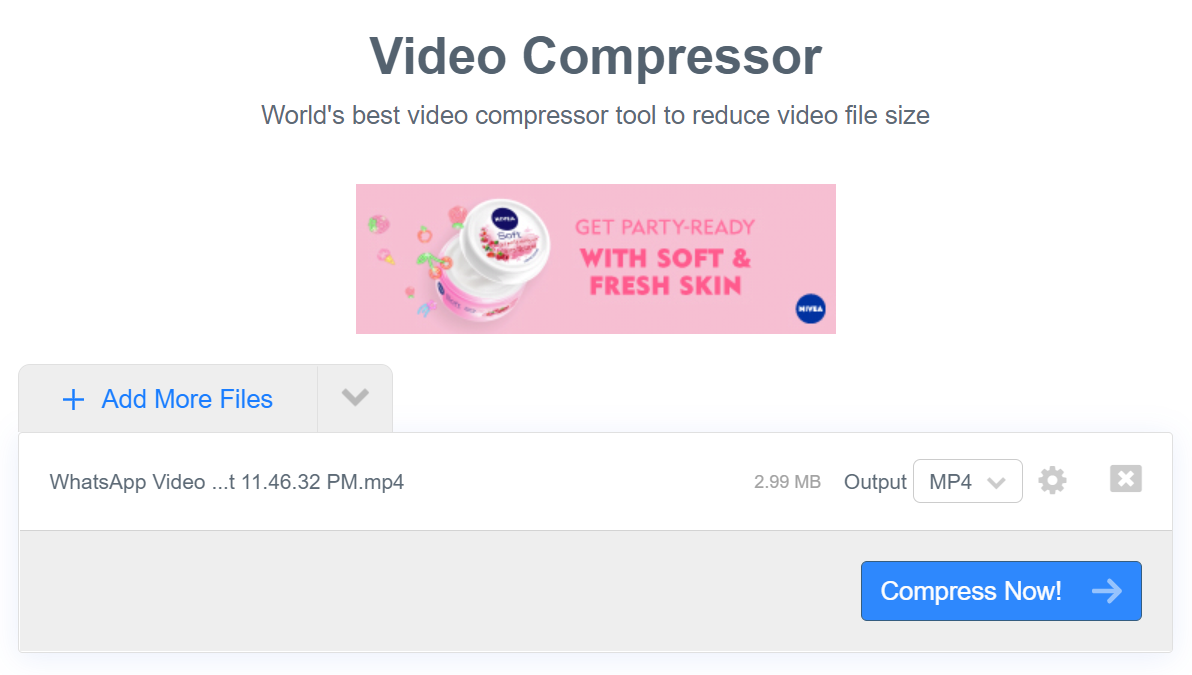 Video Compressor
World's best video compressor tool to reduce video file size
NIVEA
Soft
GET PARTY-READY
WITH SOFT &
FRESH SKIN
NIVEA
Add More Files
WhatsApp Video ...t 11.46.32 PM.mp4 2.99 MB Output MP4
Compress Now!